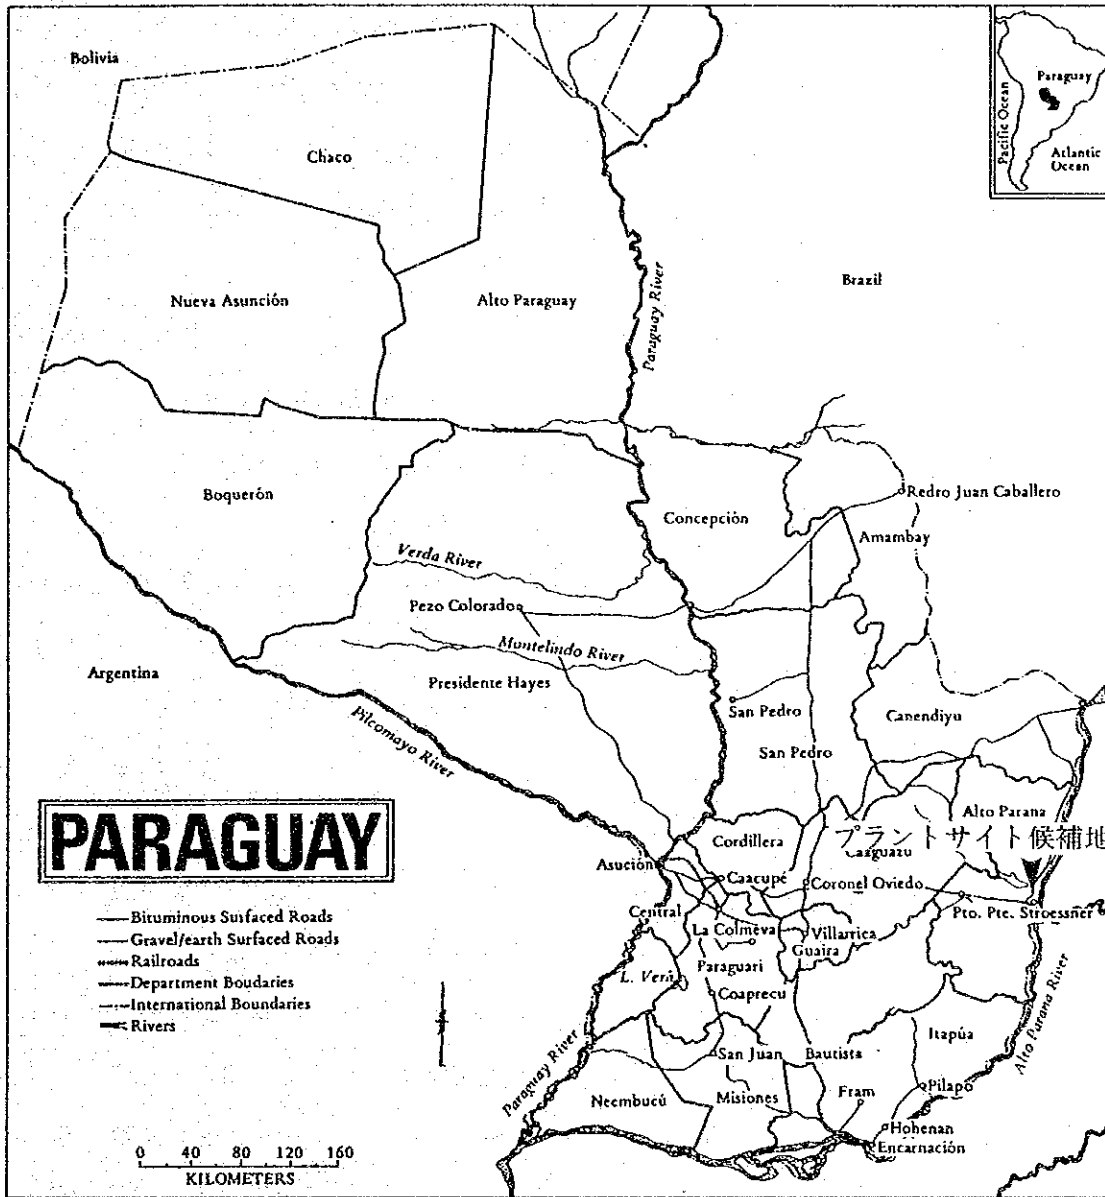 Bolivia
Chaco
Paraguay
Pacific Ocean
Atlantic
Ocean
Nueva Asunción
Alto Paraguay
Paraguay River
Brazil
Boquerón
Concepción
Redro Juan Caballero
Amambay
Verda River
Pezo Colorado
Muntelindo River
Argentina
Presidente Hayes
Pilcomayo River
San Pedro
San Pedro
Canendiyu
PARAGUAY
Alto Parana
Cordillera
プラントサイト候補地
Caaguazu
Asución
Caacupé
Coronel Oviedo
Central
Pto. Pte. Stroessner
La Colmeva
Villarrica
Guaira
L. Verá
Paraguari
Coaprecu
Alto Parana River
Itapúa
Bituminous Surfaced Roads
Gravel/earth Surfaced Roads
Railroads
Department Boudaries
International Boundaries
Rivers
Paraguay River
San Juan
Bautista
Pilapó
Fram
Neembucú
Misiones
Hohenan
Encarnación
0 40 80 120 160
KILOMETERS